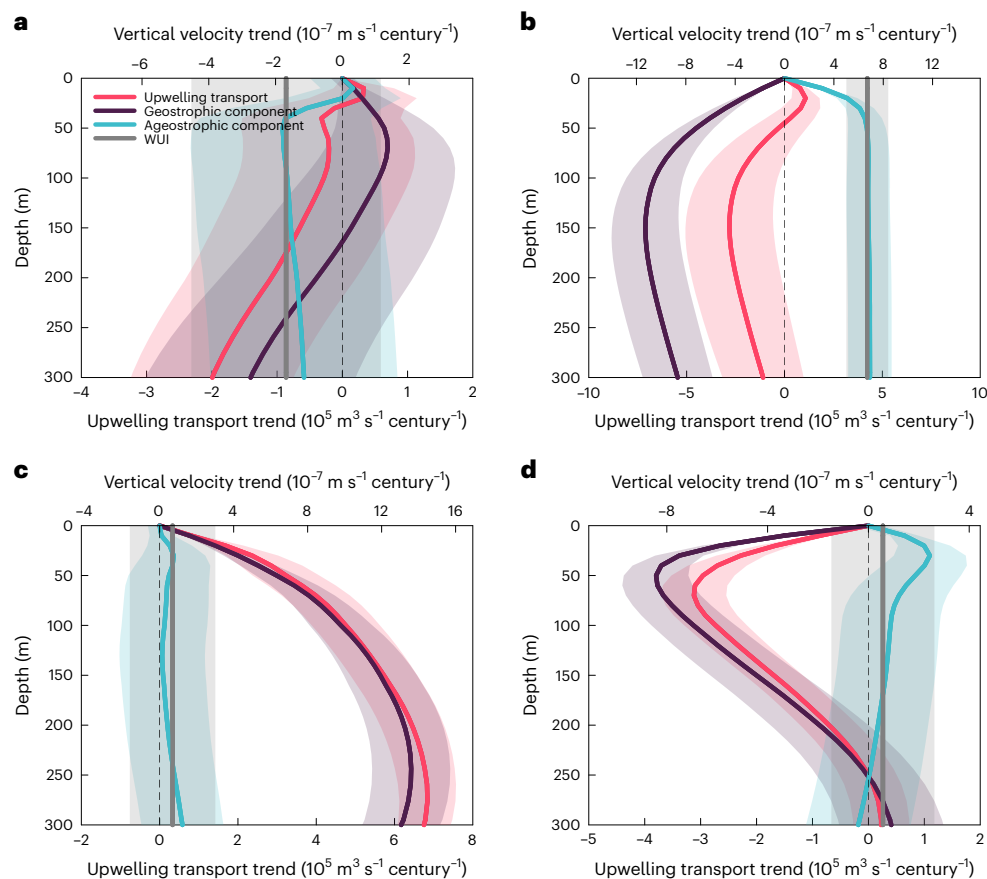 a
Vertical velocity trend (10⁻⁷ m s⁻¹ century⁻¹)
−6 −4 −2 0 2
0
50
100
150
200
250
300
Depth (m)
Upwelling transport
Geostrophic component
Ageostrophic component
WUI
−4 −3 −2 −1 0 1 2
Upwelling transport trend (10⁵ m³ s⁻¹ century⁻¹)
b
Vertical velocity trend (10⁻⁷ m s⁻¹ century⁻¹)
−12 −8 −4 0 4 8 12
0
50
100
150
200
250
300
Depth (m)
−10 −5 0 5 10
Upwelling transport trend (10⁵ m³ s⁻¹ century⁻¹)
c
Vertical velocity trend (10⁻⁷ m s⁻¹ century⁻¹)
−4 0 4 8 12 16
0
50
100
150
200
250
300
Depth (m)
−2 0 2 4 6 8
Upwelling transport trend (10⁵ m³ s⁻¹ century⁻¹)
d
Vertical velocity trend (10⁻⁷ m s⁻¹ century⁻¹)
−8 −4 0 4
0
50
100
150
200
250
300
Depth (m)
−5 −4 −3 −2 −1 0 1 2
Upwelling transport trend (10⁵ m³ s⁻¹ century⁻¹)